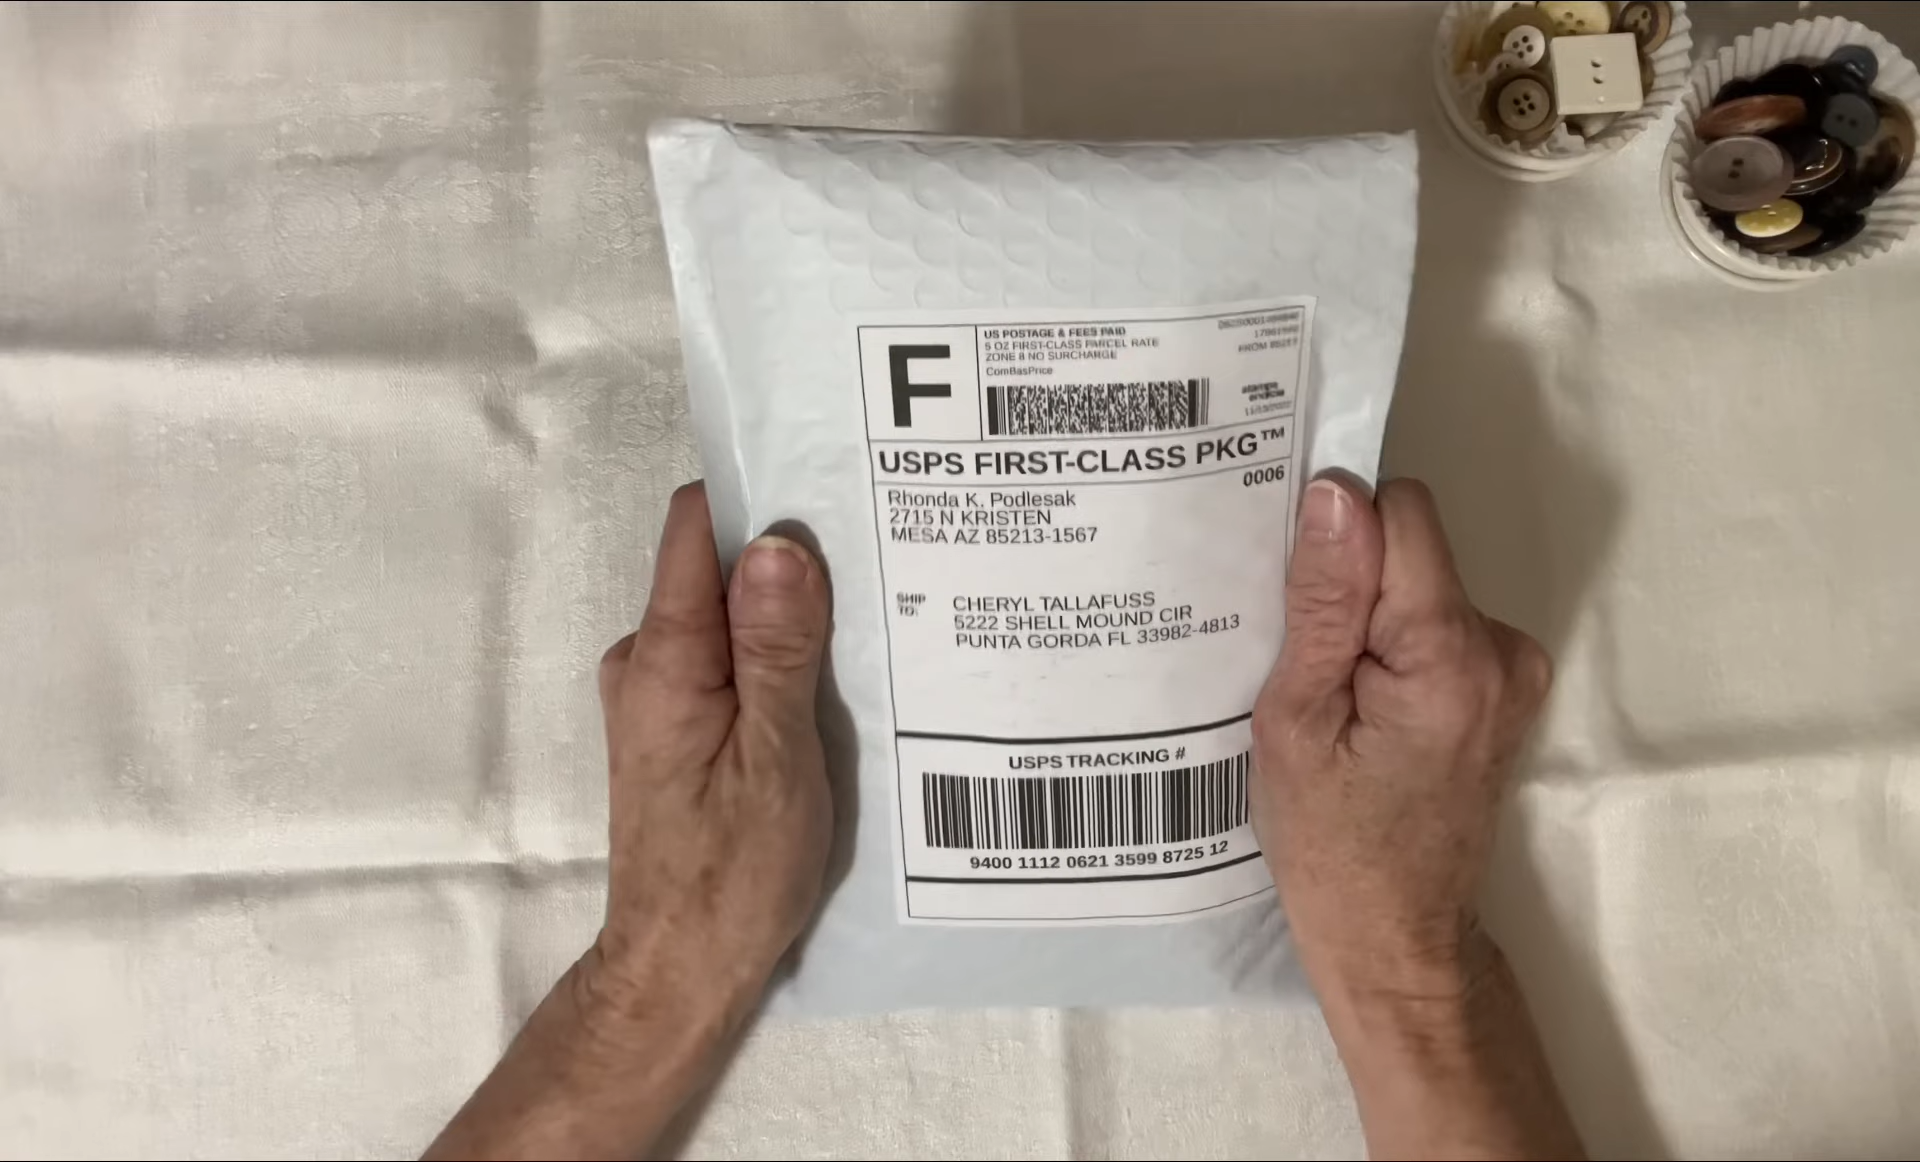 F
US POSTAGE & FEES PAID
5 OZ FIRST-CLASS PARCEL RATE
ZONE 8 NO SURCHARGE
ComBasPrice
stamps
endicia
USPS FIRST-CLASS PKG™
0006
Rhonda K. Podlesak
2715 N KRISTEN
MESA AZ 85213-1567
SHIP
TO:
CHERYL TALLAFUSS
5222 SHELL MOUND CIR
PUNTA GORDA FL 33982-4813
USPS TRACKING #
9400 1112 0621 3599 8725 12